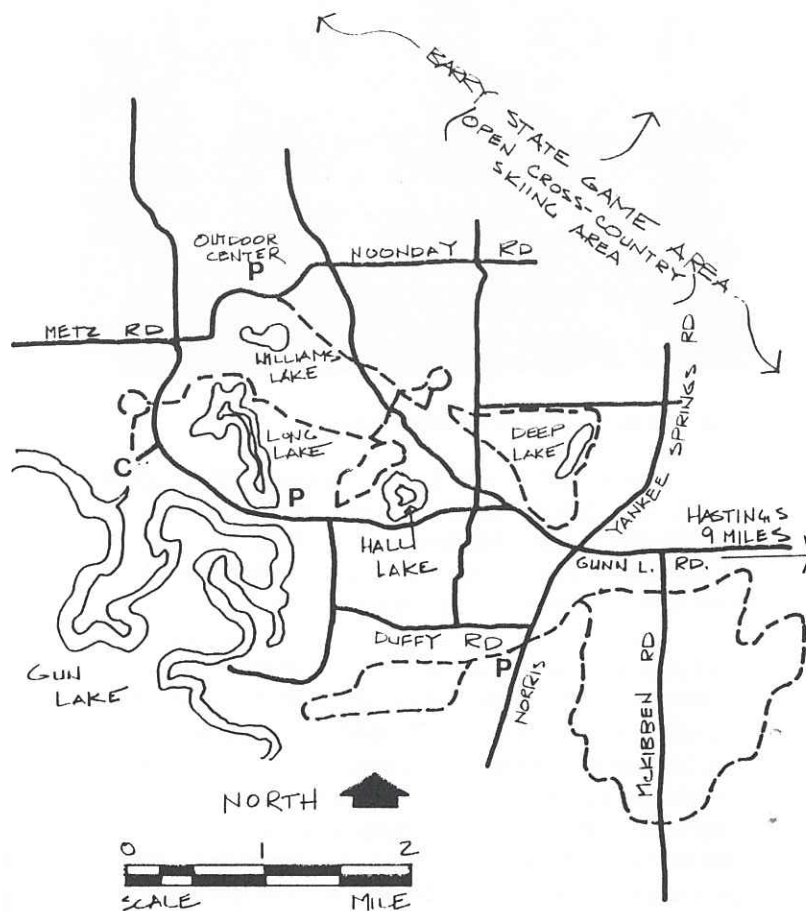 BARRY STATE GAME AREA
OPEN CROSS-COUNTRY
SKIING AREA
OUTDOOR
CENTER
P
NOONDAY RD
METZ RD
WILLIAMS
LAKE
YANKEE SPRINGS RD
LONG
LAKE
DEEP
LAKE
C
P
HALL
LAKE
HASTINGS
9 MILES
GUNN L. RD.
DUFFY RD
P
NORRIS
McKIBBEN RD
GUN
LAKE
NORTH
0 1 2
SCALE MILE